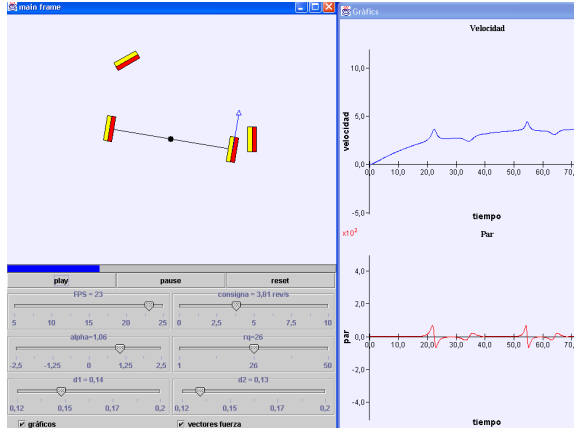 main frame
play pause reset
FPS = 23 consigna = 3,81 rev/s
5 10 15 20 25 0 2,5 5 7,5 10
alpha=1,06 rq=26
-2,5 -1,25 0 1,25 2,5 1 26 50
d1 = 0,14 d2 = 0,13
0,12 0,15 0,17 0,2 0,12 0,15 0,17 0,2
gráficos vectores fuerza
Gràfics
Velocidad
10,0
5,0
velocidad
0,0
0,0 10,0 20,0 30,0 40,0 50,0 60,0 70,
-5,0
tiempo
x10²
Par
4,0
2,0
par
0,0
0,0 10,0 20,0 30,0 40,0 50,0 60,0 70,
-2,0
-4,0
tiempo